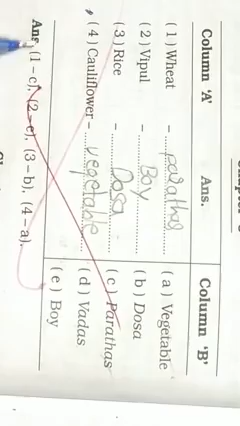 Column 'A' Ans. Column 'B'
( 1 ) Wheat – parathas ( a ) Vegetable
( 2 ) Vipul – Boy ( b ) Dosa
( 3 ) Rice – Dosa ( c ) Parathas
( 4 ) Cauliflower – vegetable ( d ) Vadas
( e ) Boy
Ans. (1 – c), (2 – e), (3 – b), (4 – a).